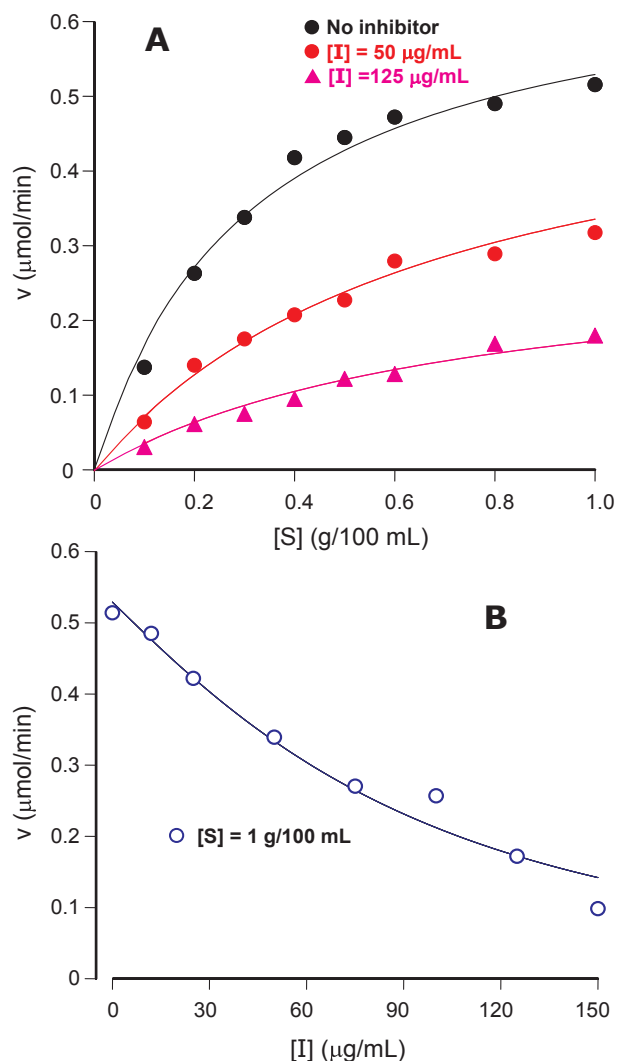 A
No inhibitor
[I] = 50 μg/mL
[I] =125 μg/mL
0.6
0.5
0.4
0.3
0.2
0.1
0
v (μmol/min)
0 0.2 0.4 0.6 0.8 1.0
[S] (g/100 mL)
B
0.6
0.5
0.4
0.3
0.2
0.1
0
v (μmol/min)
[S] = 1 g/100 mL
0 30 60 90 120 150
[I] (μg/mL)